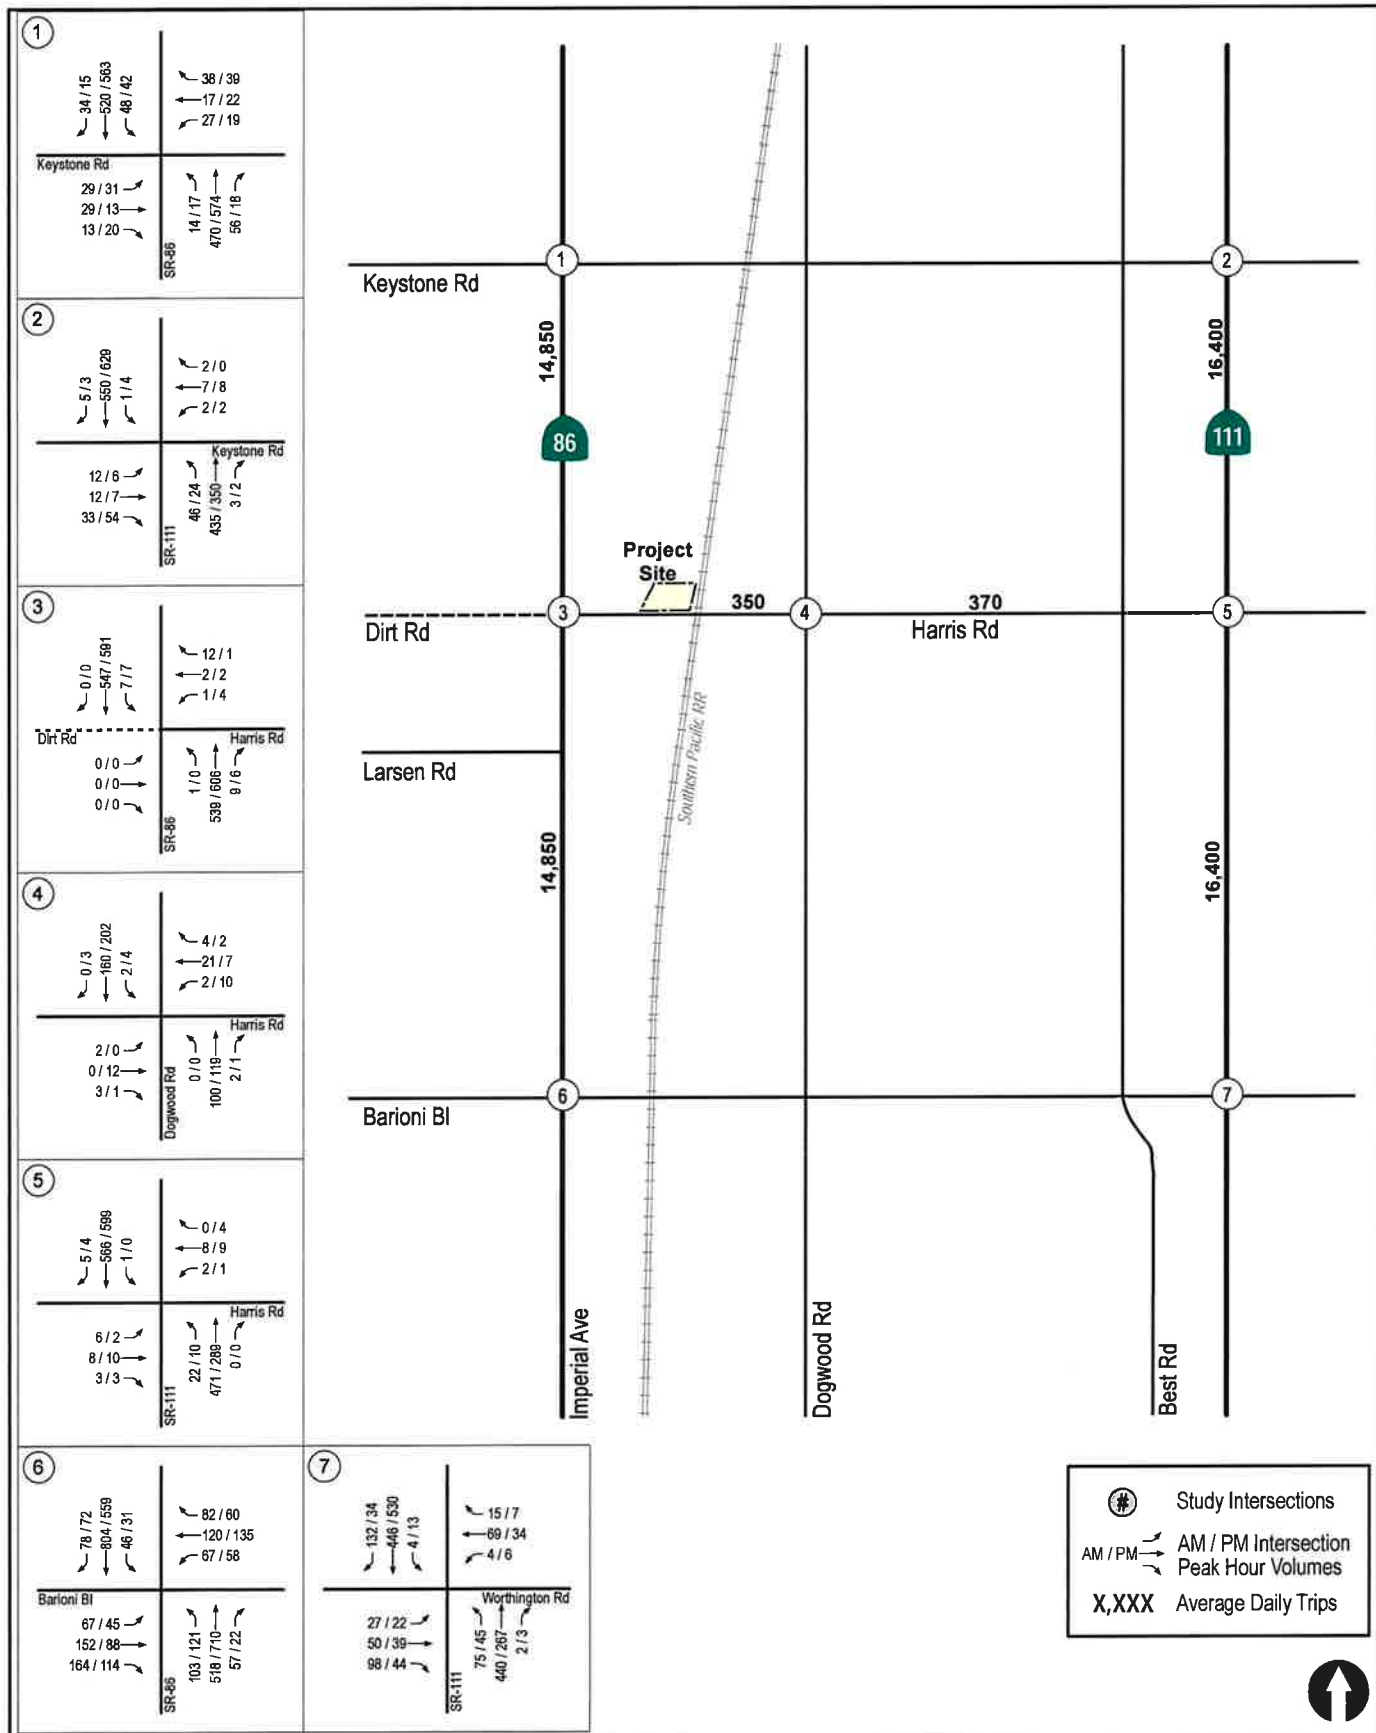 1
34 / 15
520 / 563
48 / 42
38 / 39
17 / 22
27 / 19
Keystone Rd
29 / 31
29 / 13
13 / 20
SR-86
14 / 17
470 / 574
56 / 18
2
5 / 3
550 / 629
1 / 4
2 / 0
7 / 8
2 / 2
Keystone Rd
12 / 6
12 / 7
33 / 54
SR-111
46 / 24
435 / 350
3 / 2
3
0 / 0
547 / 591
7 / 7
12 / 1
2 / 2
1 / 4
Dirt Rd
Harris Rd
0 / 0
0 / 0
0 / 0
SR-86
1 / 0
539 / 606
9 / 6
4
0 / 3
160 / 202
2 / 4
4 / 2
21 / 7
2 / 10
Harris Rd
2 / 0
0 / 12
3 / 1
Dogwood Rd
0 / 0
100 / 119
2 / 1
5
5 / 4
566 / 599
1 / 0
0 / 4
8 / 9
2 / 1
Harris Rd
6 / 2
8 / 10
3 / 3
SR-111
22 / 10
471 / 289
0 / 0
6
78 / 72
804 / 559
46 / 31
82 / 60
120 / 135
67 / 58
Barioni Bl
67 / 45
152 / 88
164 / 114
SR-86
103 / 121
518 / 710
57 / 22
7
132 / 34
446 / 530
4 / 13
15 / 7
69 / 34
4 / 6
Worthington Rd
27 / 22
50 / 39
98 / 44
SR-111
75 / 45
440 / 267
2 / 3
1
2
Keystone Rd
14,850
16,400
86
111
Project
Site
3
350
4
370
5
Dirt Rd
Harris Rd
Southern Pacific RR
Larsen Rd
14,850
16,400
6
7
Barioni Bl
Imperial Ave
Dogwood Rd
Best Rd
# Study Intersections
AM / PM AM / PM Intersection
Peak Hour Volumes
X,XXX Average Daily Trips